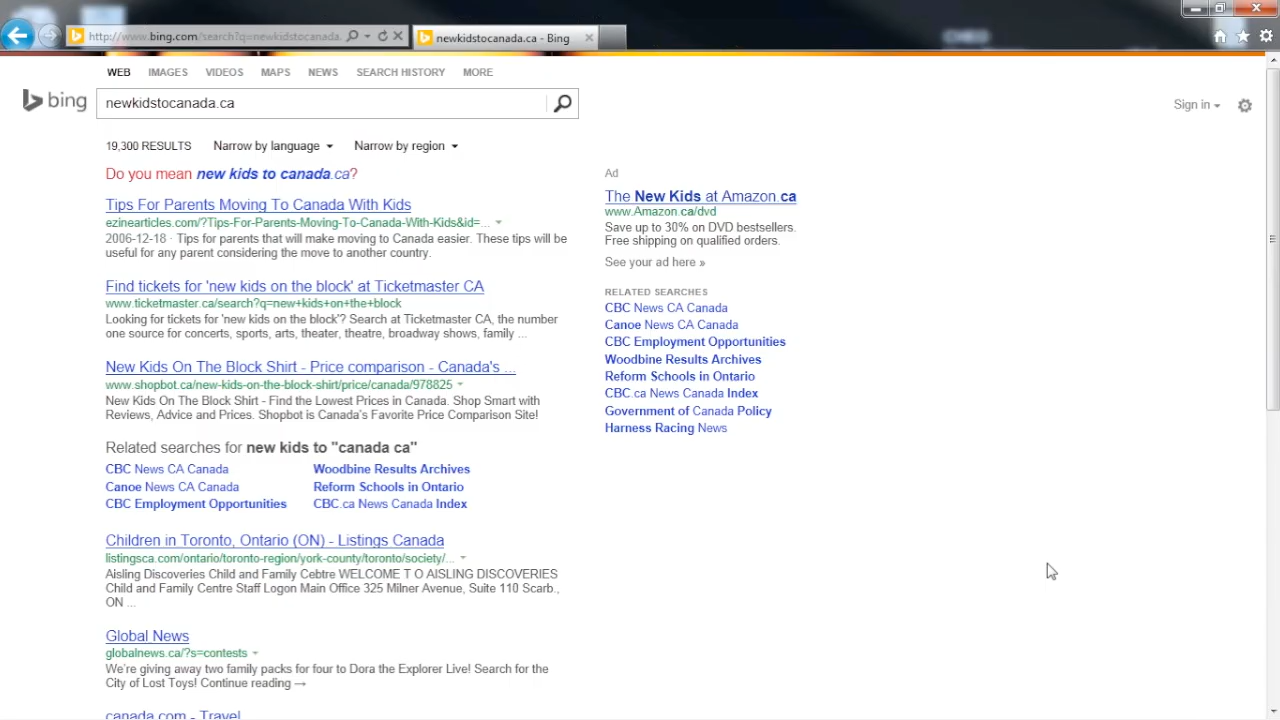 http://www.bing.com/search?q=newkidstocanada.
newkidstocanada.ca - Bing
WEB IMAGES VIDEOS MAPS NEWS SEARCH HISTORY MORE
bing
newkidstocanada.ca
Sign in
19,300 RESULTS Narrow by language Narrow by region
Do you mean new kids to canada.ca?
Tips For Parents Moving To Canada With Kids
ezinearticles.com/?Tips-For-Parents-Moving-To-Canada-With-Kids&id=...
2006-12-18 · Tips for parents that will make moving to Canada easier. These tips will be
useful for any parent considering the move to another country.
Find tickets for 'new kids on the block' at Ticketmaster CA
www.ticketmaster.ca/search?q=new+kids+on+the+block
Looking for tickets for 'new kids on the block'? Search at Ticketmaster CA, the number
one source for concerts, sports, arts, theater, theatre, broadway shows, family ...
New Kids On The Block Shirt - Price comparison - Canada's ...
www.shopbot.ca/new-kids-on-the-block-shirt/price/canada/978825
New Kids On The Block Shirt - Find the Lowest Prices in Canada. Shop Smart with
Reviews, Advice and Prices. Shopbot is Canada's Favorite Price Comparison Site!
Related searches for new kids to "canada ca"
CBC News CA Canada
Canoe News CA Canada
CBC Employment Opportunities
Woodbine Results Archives
Reform Schools in Ontario
CBC.ca News Canada Index
Children in Toronto, Ontario (ON) - Listings Canada
listingsca.com/ontario/toronto-region/york-county/toronto/society/...
Aisling Discoveries Child and Family Cebtre WELCOME T O AISLING DISCOVERIES
Child and Family Centre Staff Logon Main Office 325 Milner Avenue, Suite 110 Scarb.,
ON ...
Global News
globalnews.ca/?s=contests
We're giving away two family packs for four to Dora the Explorer Live! Search for the
City of Lost Toys! Continue reading →
canada.com - Travel
Ad
The New Kids at Amazon.ca
www.Amazon.ca/dvd
Save up to 30% on DVD bestsellers.
Free shipping on qualified orders.
See your ad here »
RELATED SEARCHES
CBC News CA Canada
Canoe News CA Canada
CBC Employment Opportunities
Woodbine Results Archives
Reform Schools in Ontario
CBC.ca News Canada Index
Government of Canada Policy
Harness Racing News